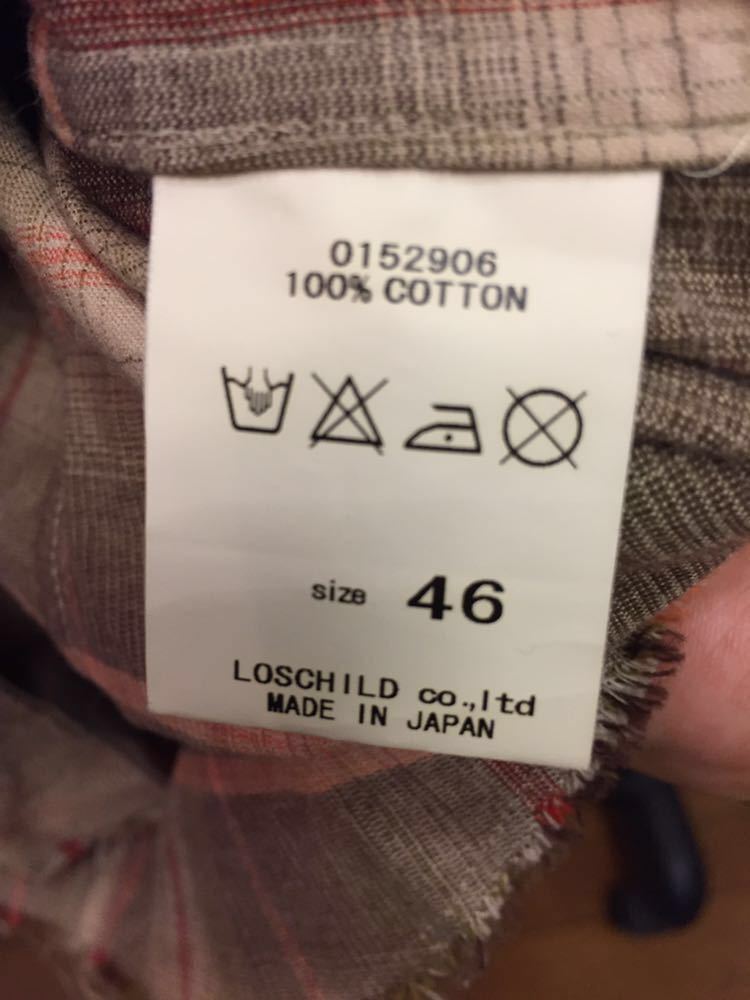 0152906
100% COTTON
size 46
LOSCHILD co.,ltd
MADE IN JAPAN